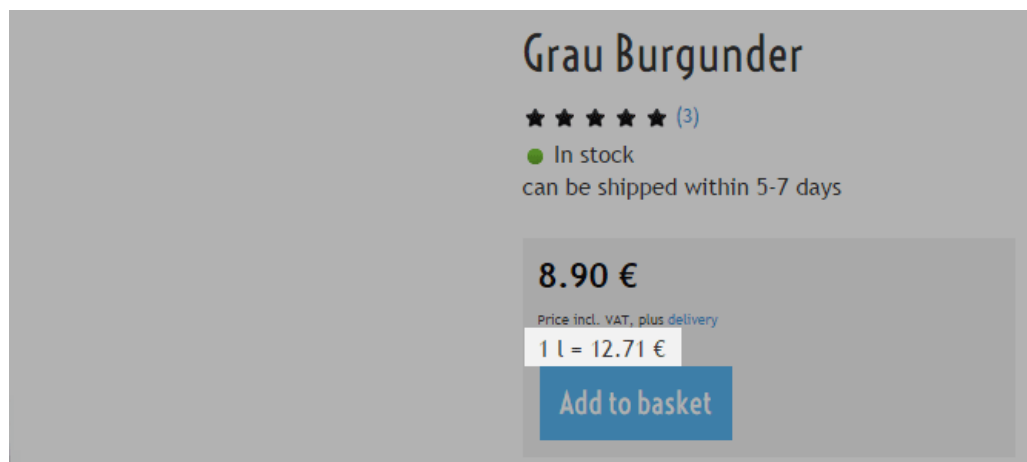 Grau Burgunder
(3)
In stock
can be shipped within 5-7 days
8.90 €
Price incl. VAT, plus delivery
1 l = 12.71 €
Add to basket